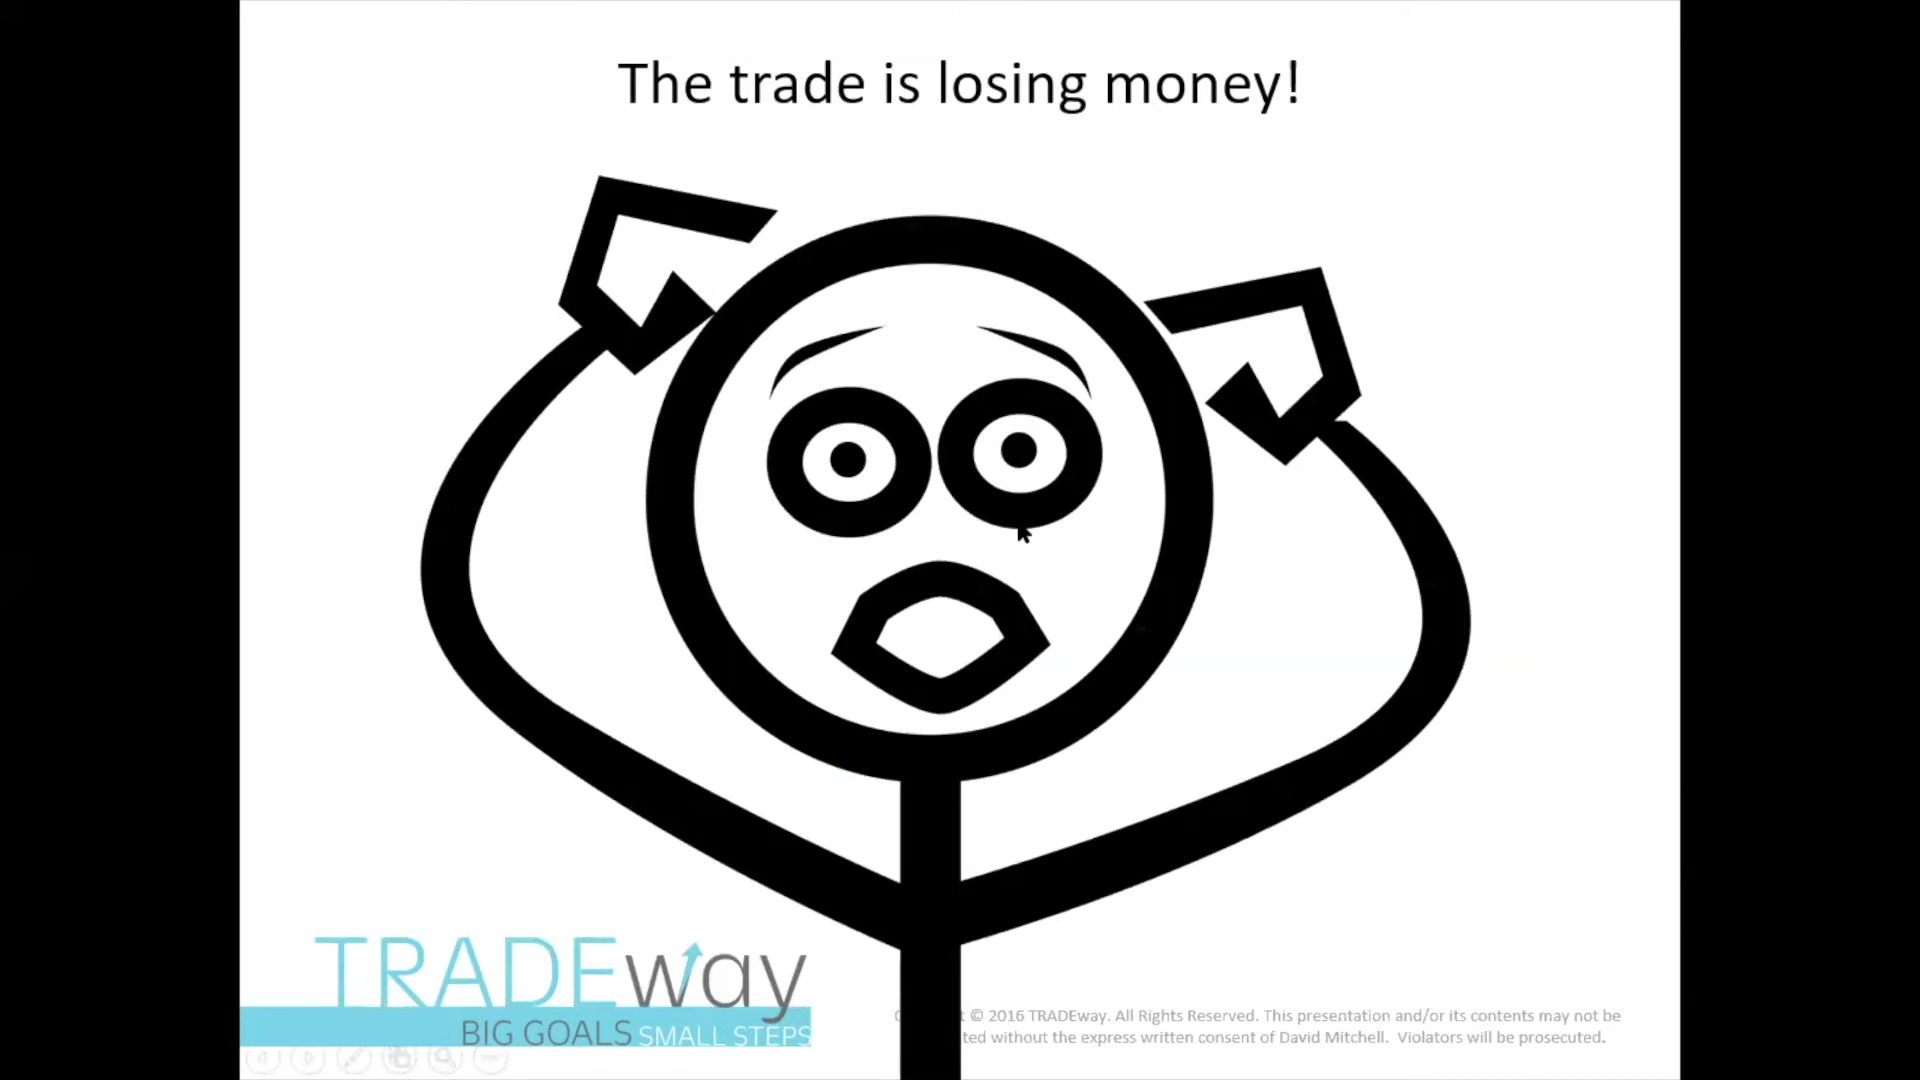 The trade is losing money!
TRADEway
BIG GOALS SMALL STEPS
© 2016 TRADEway. All Rights Reserved. This presentation and/or its contents may not be
without the express written consent of David Mitchell. Violators will be prosecuted.